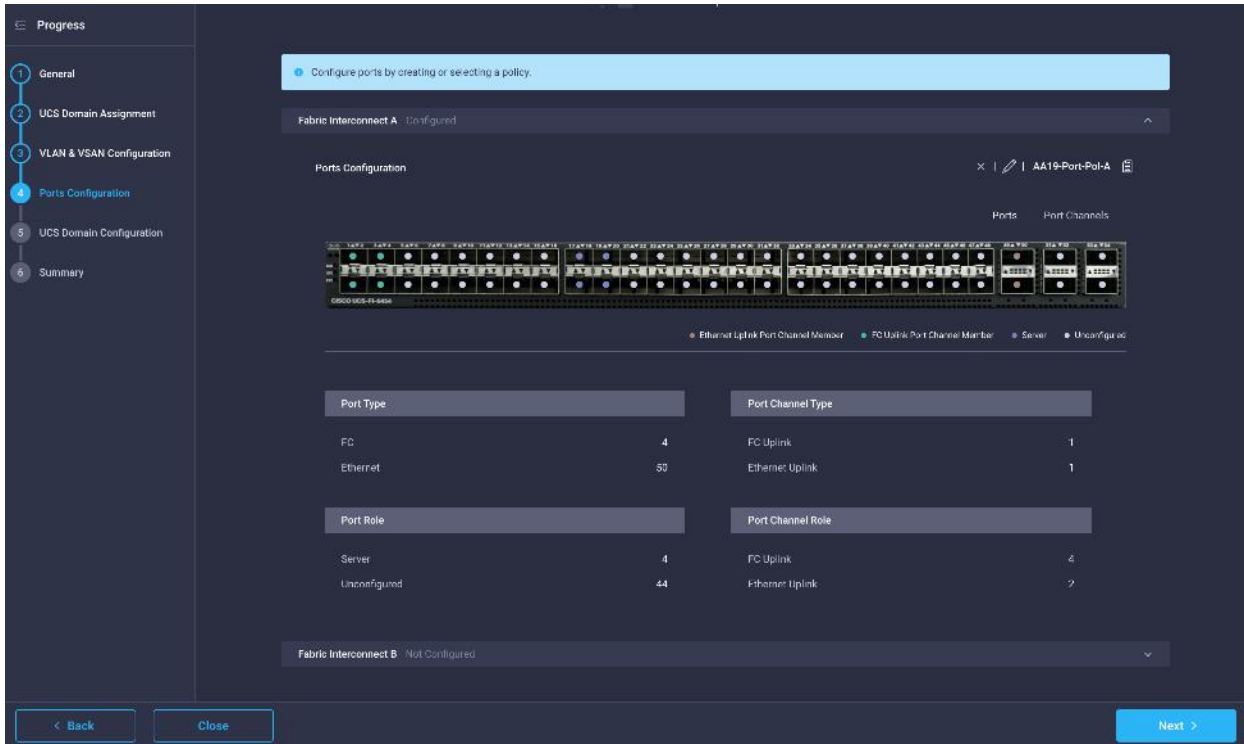 Progress
1 General
2 UCS Domain Assignment
3 VLAN & VSAN Configuration
4 Ports Configuration
5 UCS Domain Configuration
6 Summary
Configure ports by creating or selecting a policy.
Fabric Interconnect A Configured
Ports Configuration
× | | AA19-Port-Pol-A
Ports Port Channels
CISCO UCS-FI-6454
Ethernet Uplink Port Channel Member FC Uplink Port Channel Member Server Unconfigured
Port Type
FC 4
Ethernet 50
Port Channel Type
FC Uplink 1
Ethernet Uplink 1
Port Role
Server 4
Unconfigured 44
Port Channel Role
FC Uplink 4
Ethernet Uplink 2
Fabric Interconnect B Not Configured
< Back
Close
Next >